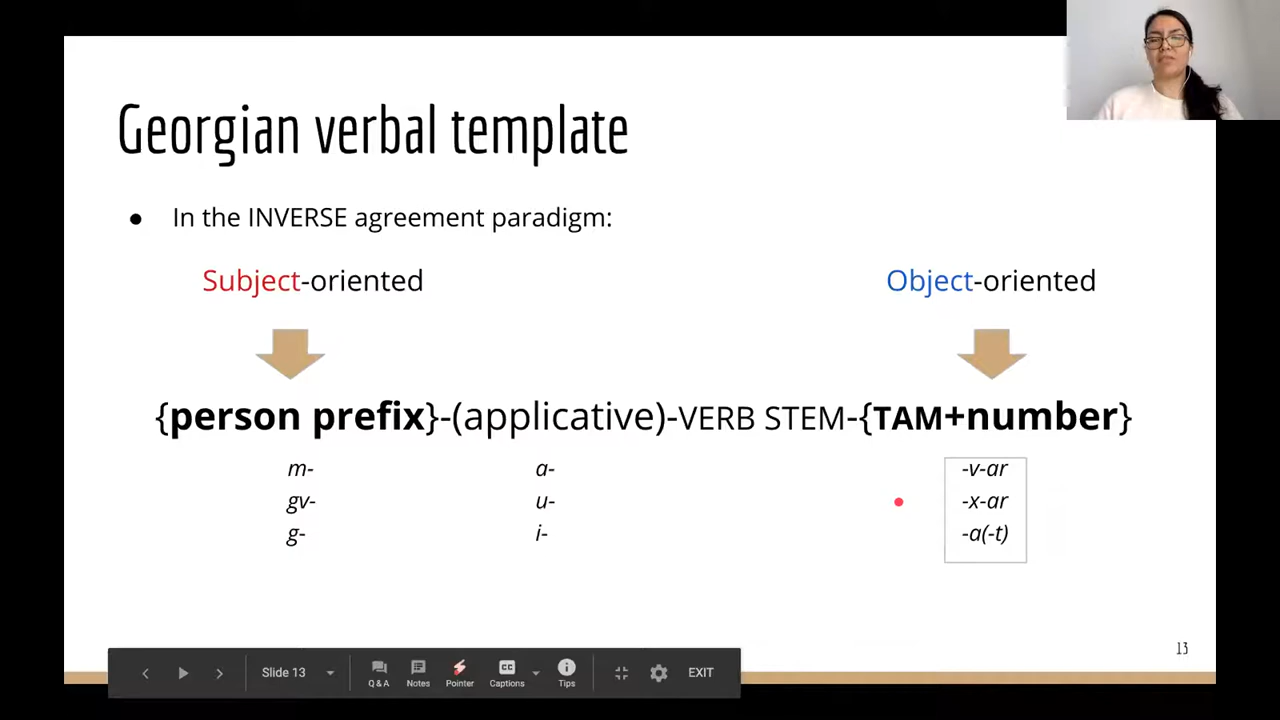 Georgian verbal template
● In the INVERSE agreement paradigm:
Subject-oriented Object-oriented
{person prefix}-(applicative)-VERB STEM-{TAM+number}
m- a- -v-ar
gv- u- -x-ar
g- i- -a(-t)
13
Slide 13 Q & A Notes Pointer CC Captions Tips EXIT